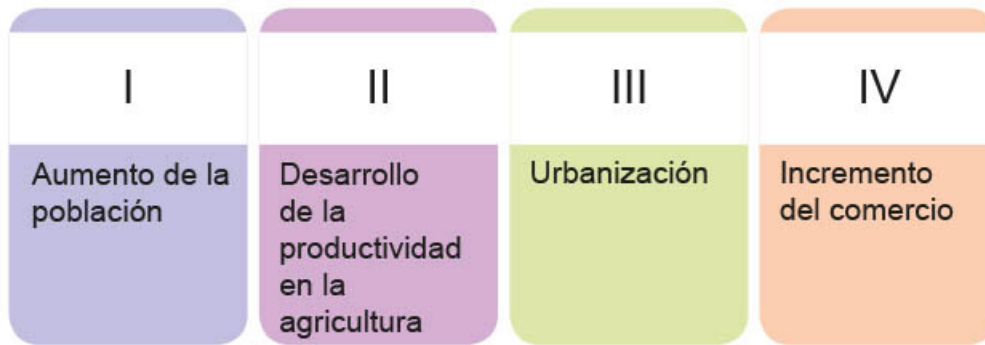 I
Aumento de la
población
II
Desarrollo
de la
productividad
en la
agricultura
III
Urbanización
IV
Incremento
del comercio